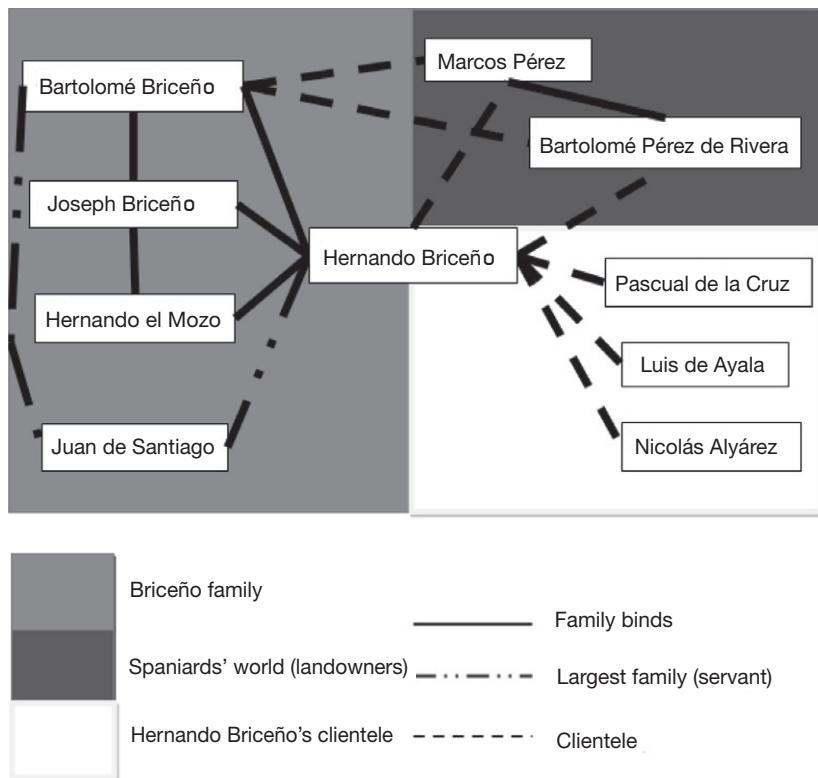 Marcos Pérez
Bartolomé Briceño
Bartolomé Pérez de Rivera
Joseph Briceño
Hernando Briceño
Pascual de la Cruz
Hernando el Mozo
Luis de Ayala
Juan de Santiago
Nicolás Alyárez
Briceño family
Family binds
Spaniards’ world (landowners)
Largest family (servant)
Hernando Briceño’s clientele
Clientele